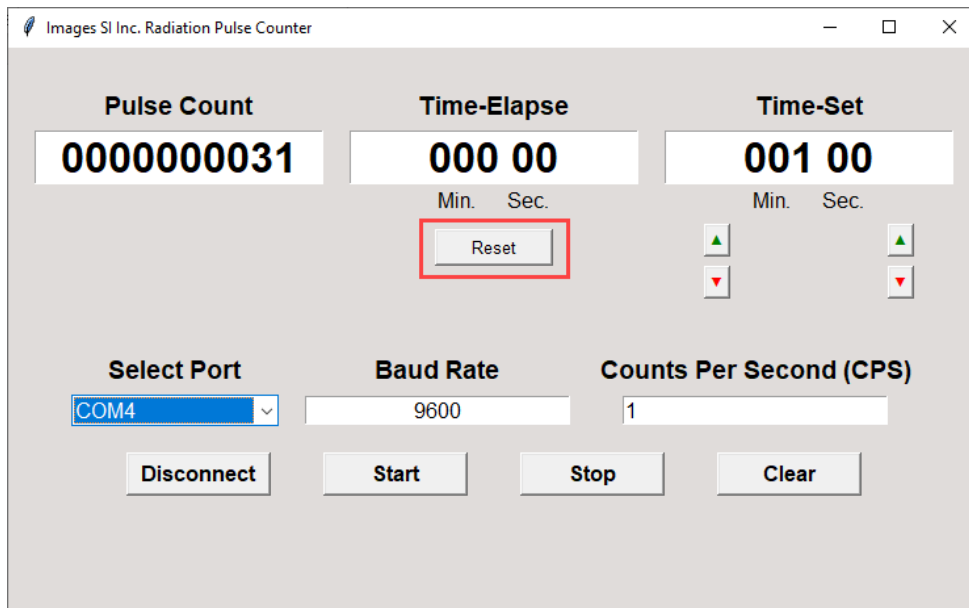 Images SI Inc. Radiation Pulse Counter
Pulse Count Time-Elapse Time-Set
0000000031 000 00 001 00
Min. Sec. Min. Sec.
Reset
Select Port Baud Rate Counts Per Second (CPS)
COM4 9600 1
Disconnect Start Stop Clear